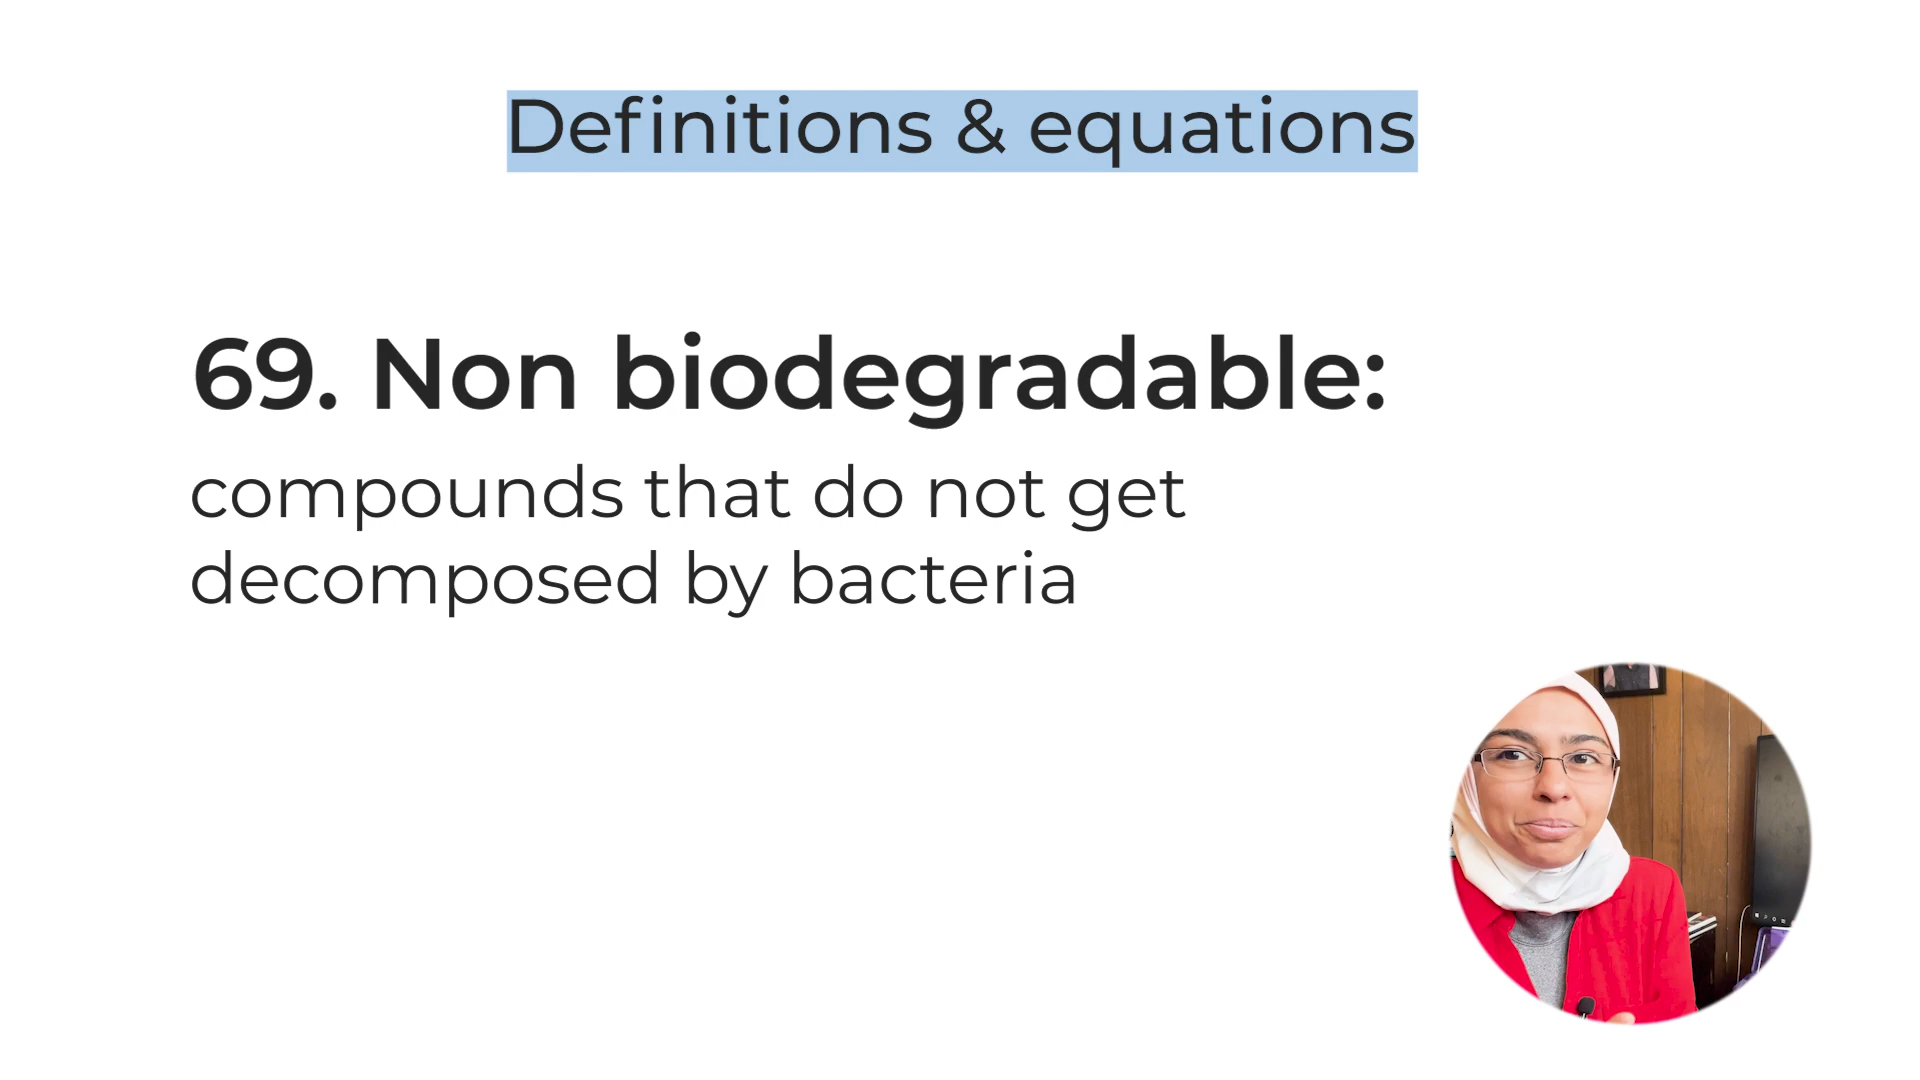 Definitions & equations
69. Non biodegradable:
compounds that do not get
decomposed by bacteria